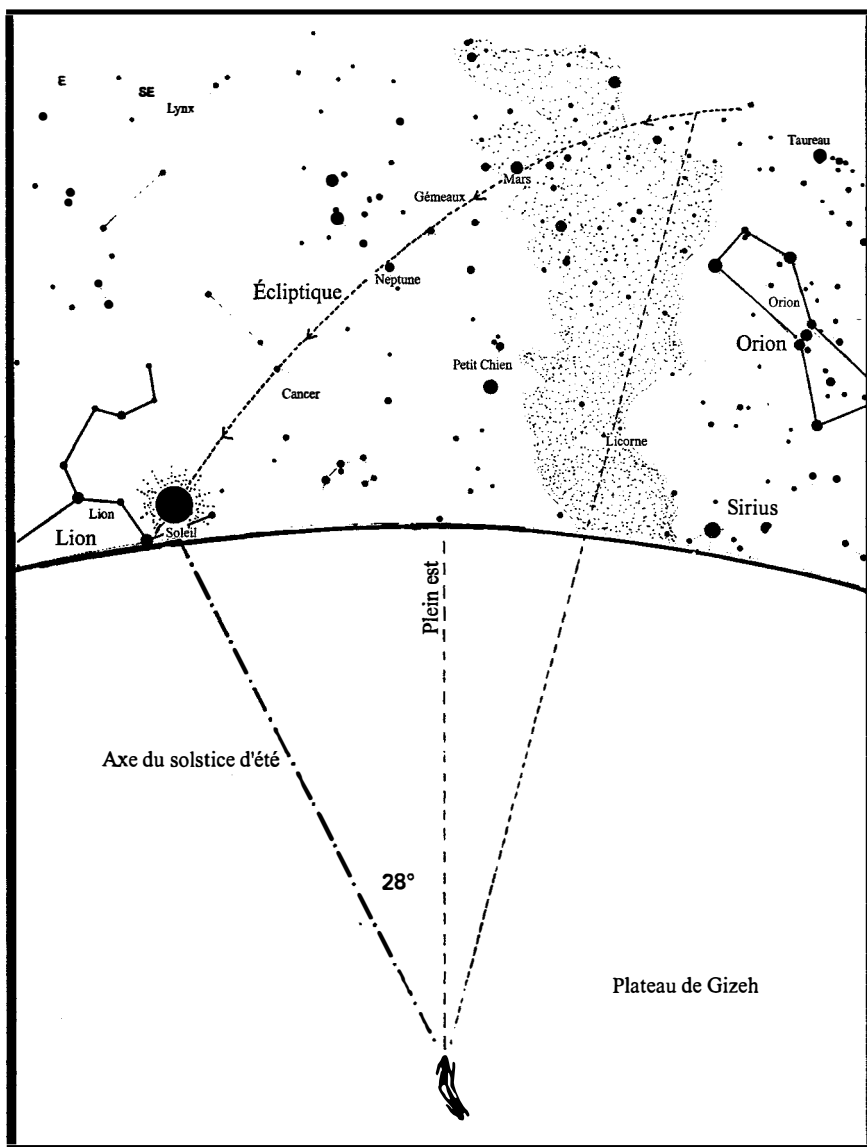 E
SE
Lynx
Taureau
Mars
Gémeaux
Neptune
Écliptique
Orion
Orion
Petit Chien
Cancer
Licorne
Lion
Lion
Soleil
Sirius
Plein est
Axe du solstice d'été
28°
Plateau de Gizeh